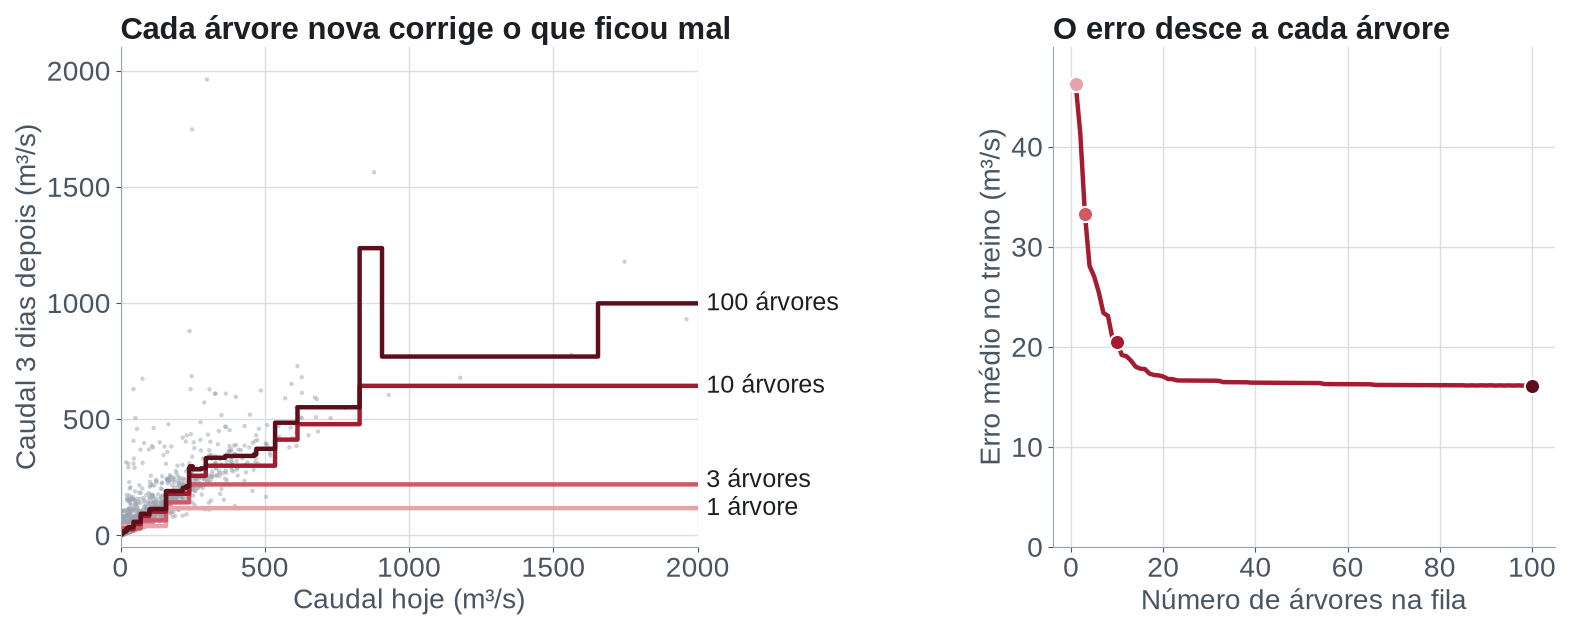 Cada árvore nova corrige o que ficou mal
Caudal 3 dias depois (m³/s)
2000
1500
1000
500
0
0 500 1000 1500 2000
Caudal hoje (m³/s)
100 árvores
10 árvores
3 árvores
1 árvore
O erro desce a cada árvore
Erro médio no treino (m³/s)
40
30
20
10
0
0 20 40 60 80 100
Número de árvores na fila